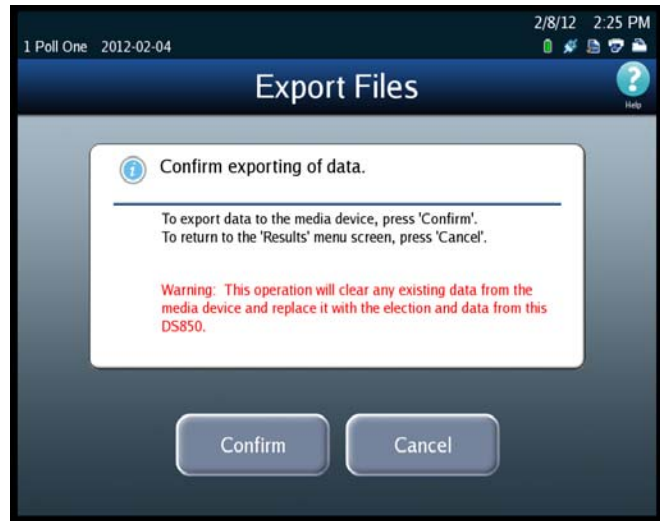 2/8/12 2:25 PM
1 Poll One 2012-02-04
Export Files
Help
Confirm exporting of data.
To export data to the media device, press 'Confirm'.
To return to the 'Results' menu screen, press 'Cancel'.
Warning: This operation will clear any existing data from the
media device and replace it with the election and data from this
DS850.
Confirm Cancel